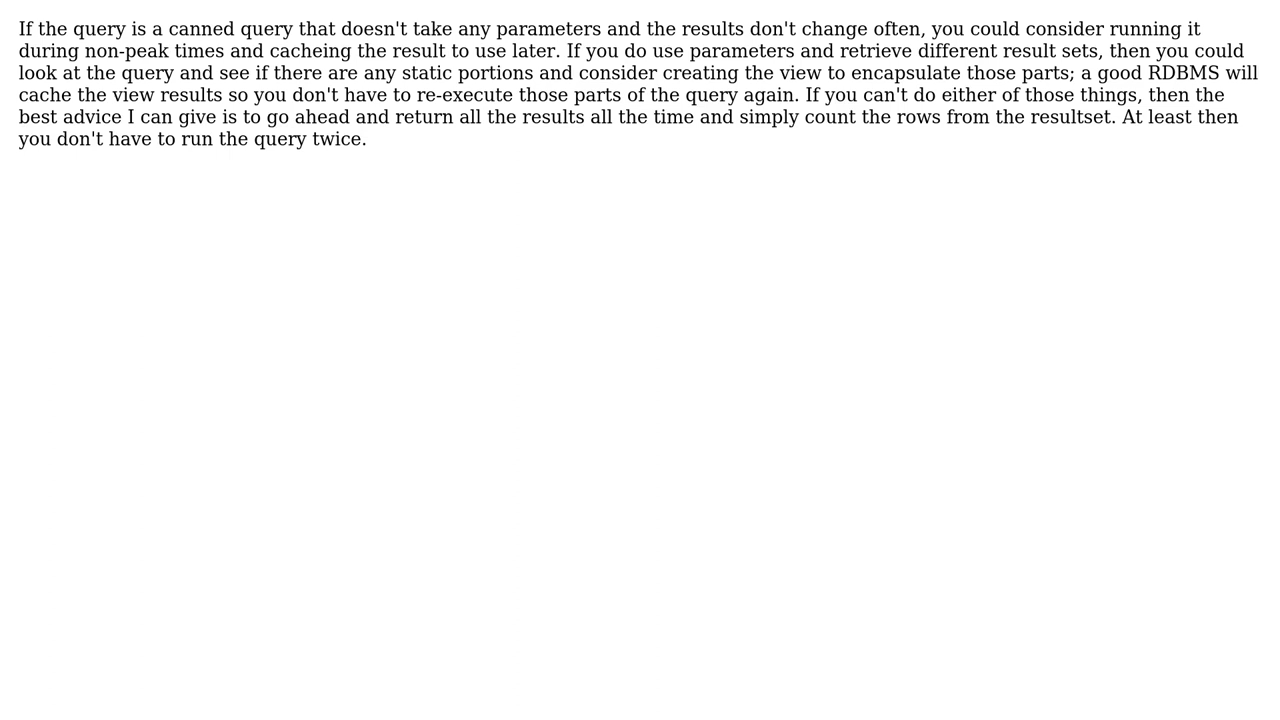 If the query is a canned query that doesn't take any parameters and the results don't change often, you could consider running it
during non-peak times and cacheing the result to use later. If you do use parameters and retrieve different result sets, then you could
look at the query and see if there are any static portions and consider creating the view to encapsulate those parts; a good RDBMS will
cache the view results so you don't have to re-execute those parts of the query again. If you can't do either of those things, then the
best advice I can give is to go ahead and return all the results all the time and simply count the rows from the resultset. At least then
you don't have to run the query twice.